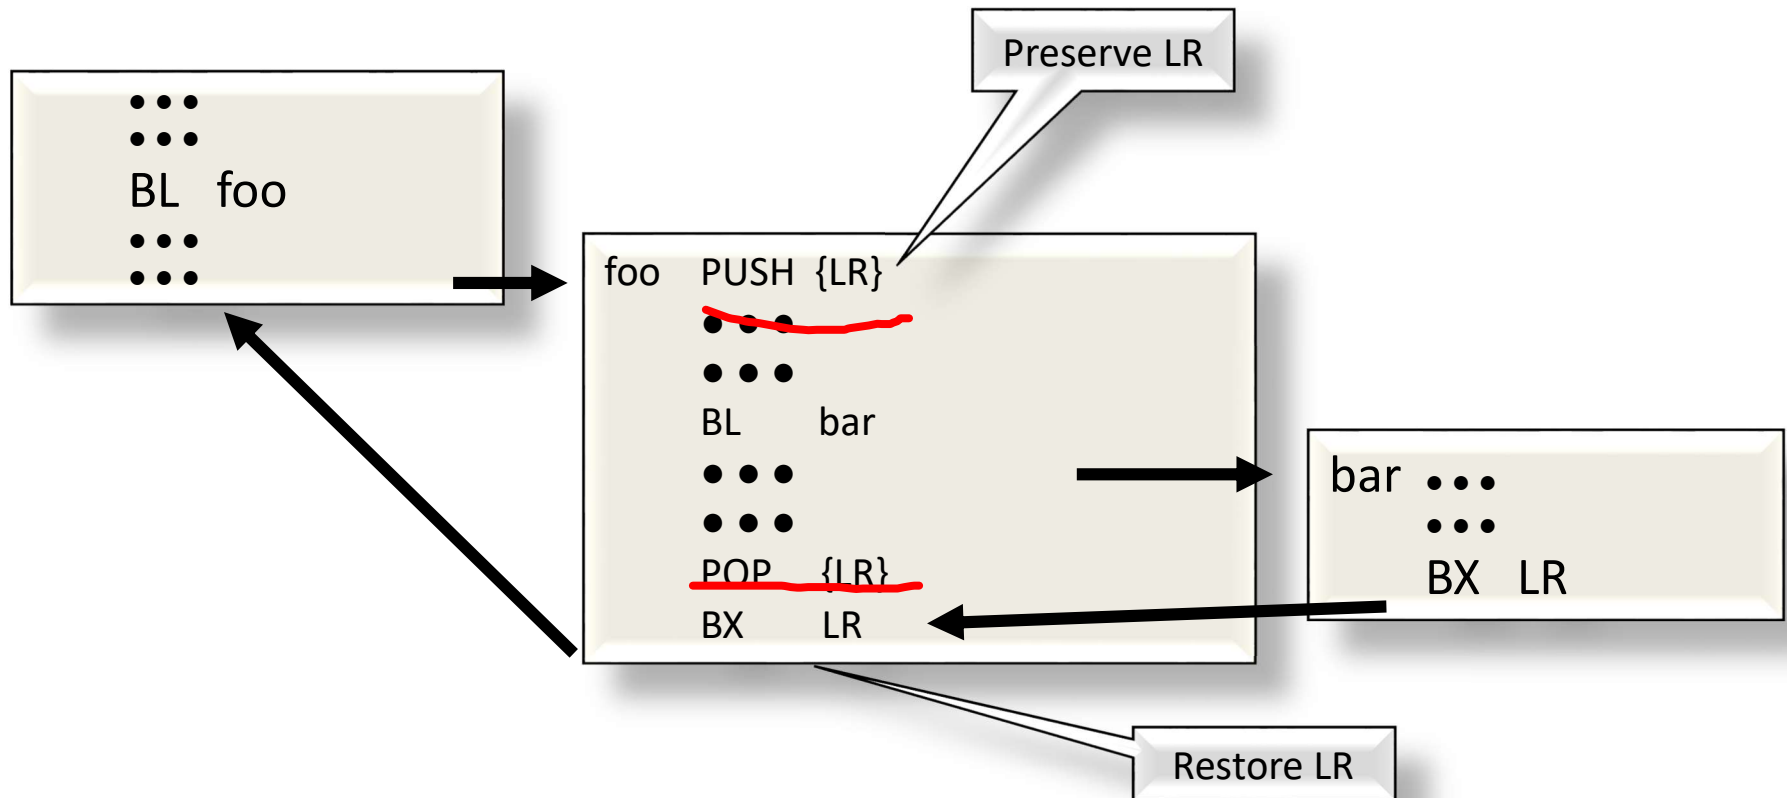 Preserve LR
•••
•••
BL foo
•••
•••
foo PUSH {LR}
•••
•••
BL bar
•••
•••
POP {LR}
BX LR
bar •••
•••
BX LR
Restore LR